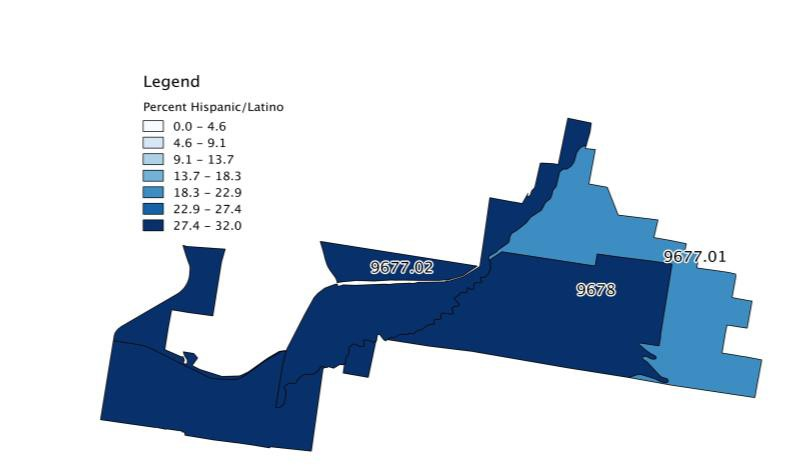 Legend
Percent Hispanic/Latino
0.0 – 4.6
4.6 – 9.1
9.1 – 13.7
13.7 – 18.3
18.3 – 22.9
22.9 – 27.4
27.4 – 32.0
9677.01
9677.02
9678